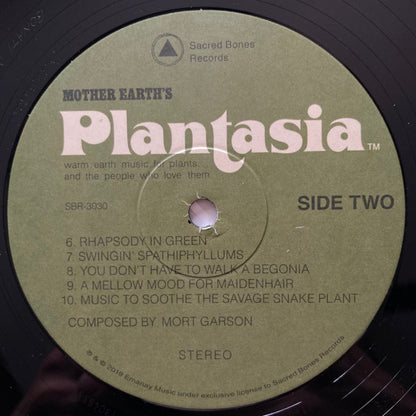 Sacred Bones
Records
MOTHER EARTH'S
Plantasia TM
warm earth music for plants...
and the people who love them
SBR-3030
SIDE TWO
6. RHAPSODY IN GREEN
7. SWINGIN' SPATHIPHYLLUMS
8. YOU DON'T HAVE TO WALK A BEGONIA
9. A MELLOW MOOD FOR MAIDENHAIR
10. MUSIC TO SOOTHE THE SAVAGE SNAKE PLANT
COMPOSED BY: MORT GARSON
STEREO
℗ & © 2019 Emanay Music under exclusive license to Sacred Bones Records